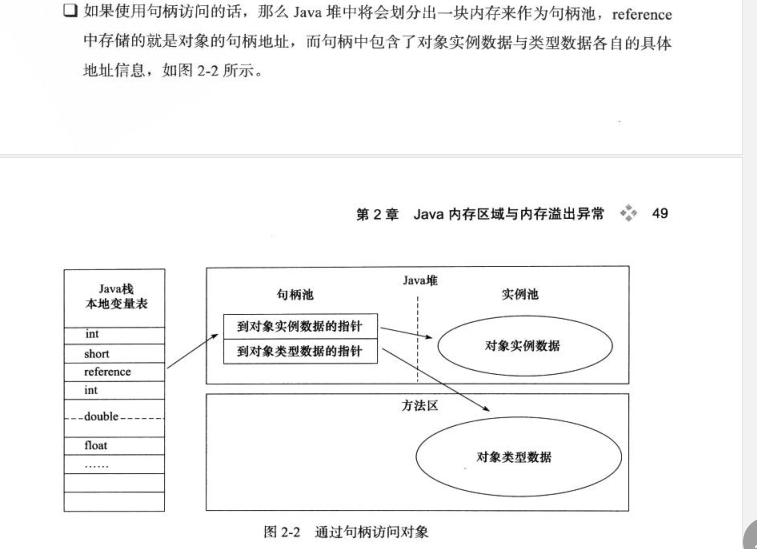 ❏ 如果使用句柄访问的话，那么 Java 堆中将会划分出一块内存来作为句柄池，reference
中存储的就是对象的句柄地址，而句柄中包含了对象实例数据与类型数据各自的具体
地址信息，如图 2-2 所示。
第 2 章 Java 内存区域与内存溢出异常 49
Java栈
本地变量表
int
short
reference
int
double
float
……
Java堆
句柄池
实例池
到对象实例数据的指针
到对象类型数据的指针
对象实例数据
方法区
对象类型数据
图 2-2 通过句柄访问对象